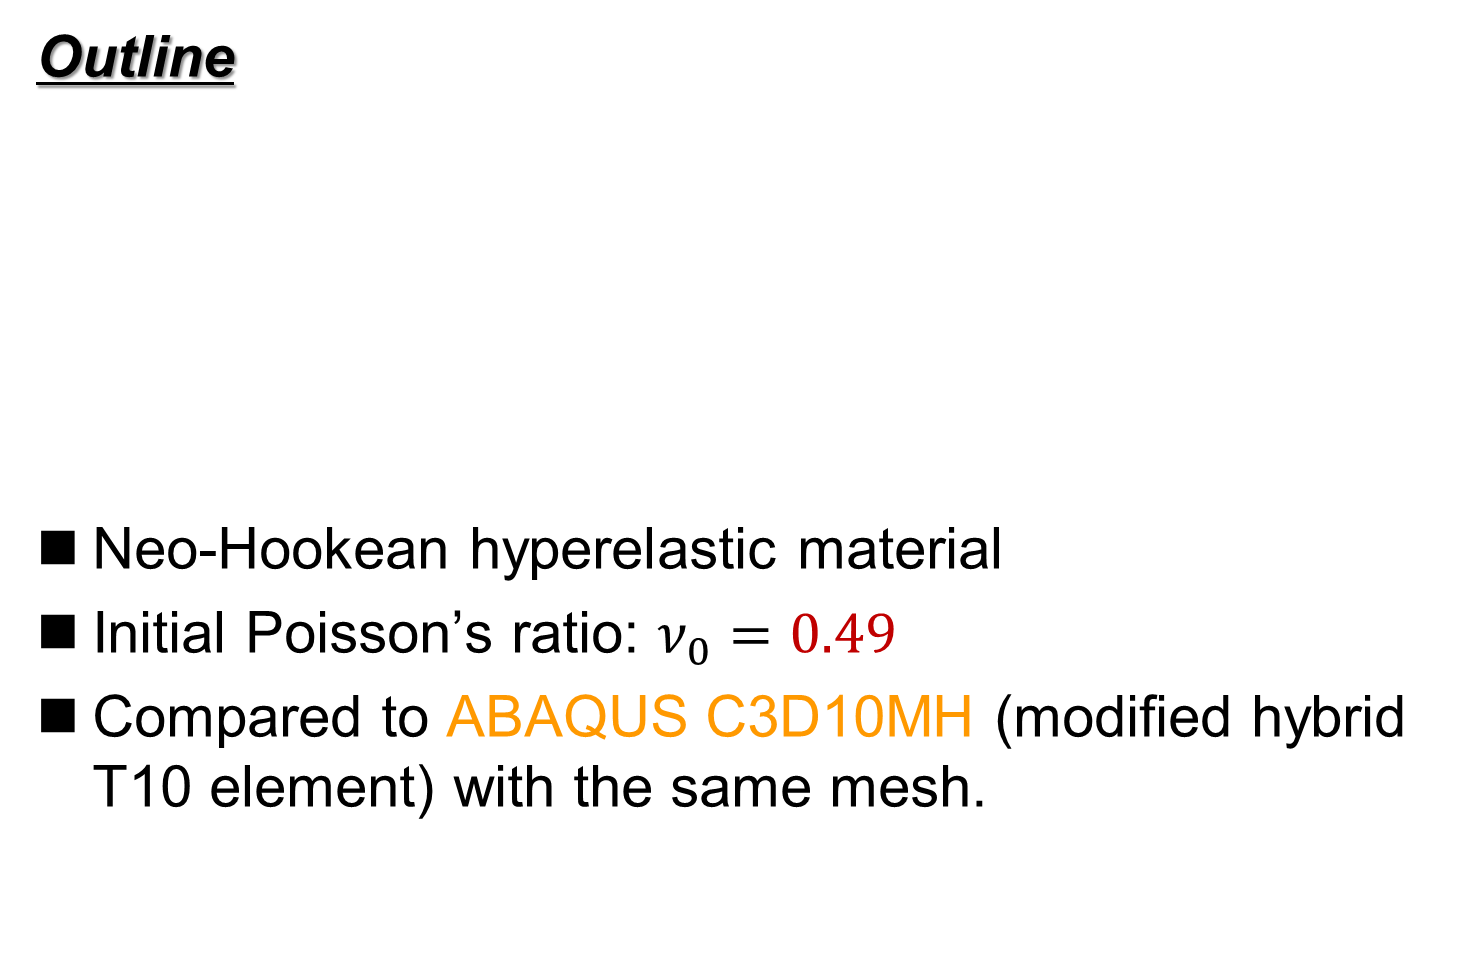 Outline
■ Neo-Hookean hyperelastic material
■ Initial Poisson’s ratio: 𝜈₀ = 0.49
■ Compared to ABAQUS C3D10MH (modified hybrid
T10 element) with the same mesh.